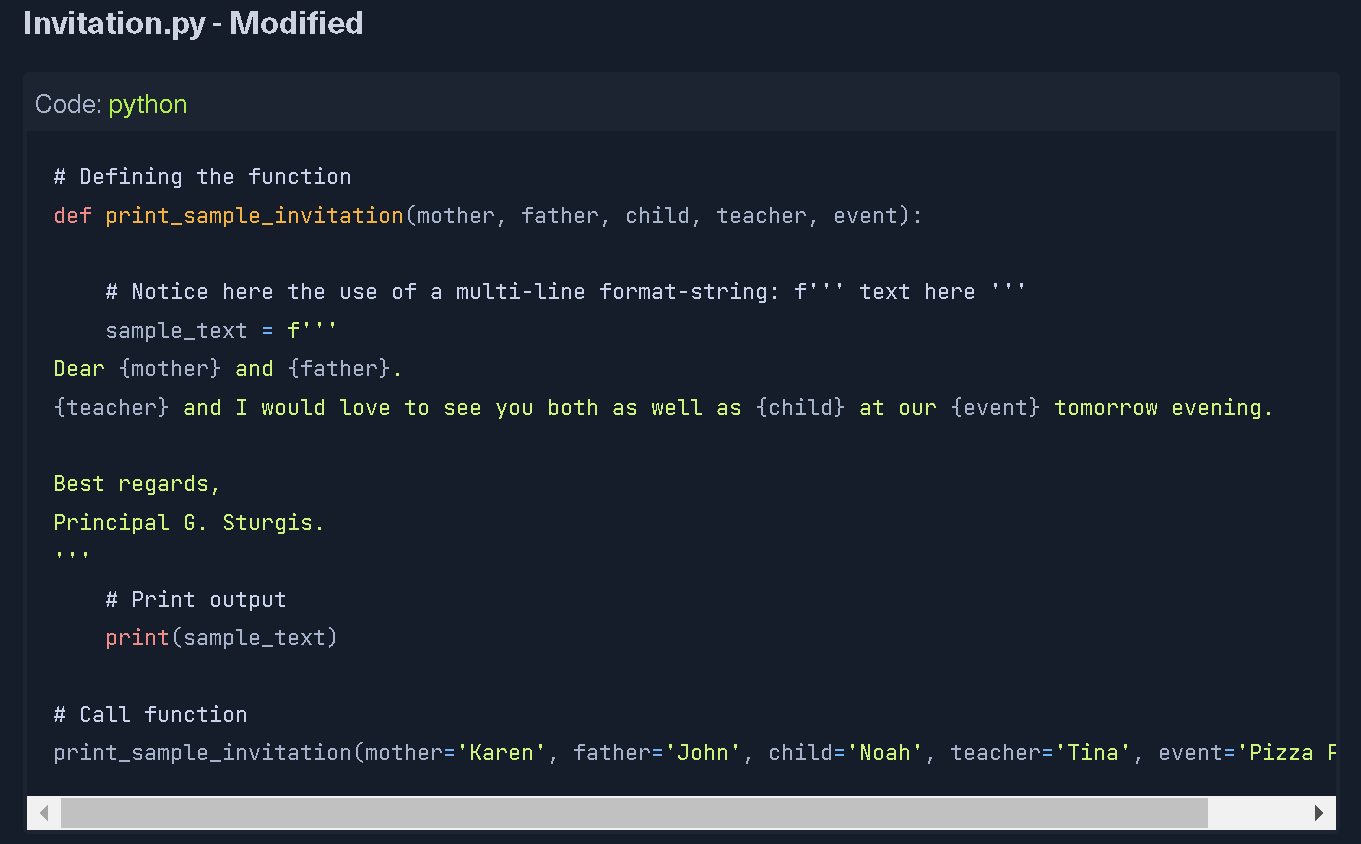 Invitation.py - Modified
Code: python
# Defining the function
def print_sample_invitation(mother, father, child, teacher, event):
    # Notice here the use of a multi-line format-string: f''' text here '''
    sample_text = f'''
Dear {mother} and {father}.
{teacher} and I would love to see you both as well as {child} at our {event} tomorrow evening.
Best regards,
Principal G. Sturgis.
'''
    # Print output
    print(sample_text)
# Call function
print_sample_invitation(mother='Karen', father='John', child='Noah', teacher='Tina', event='Pizza